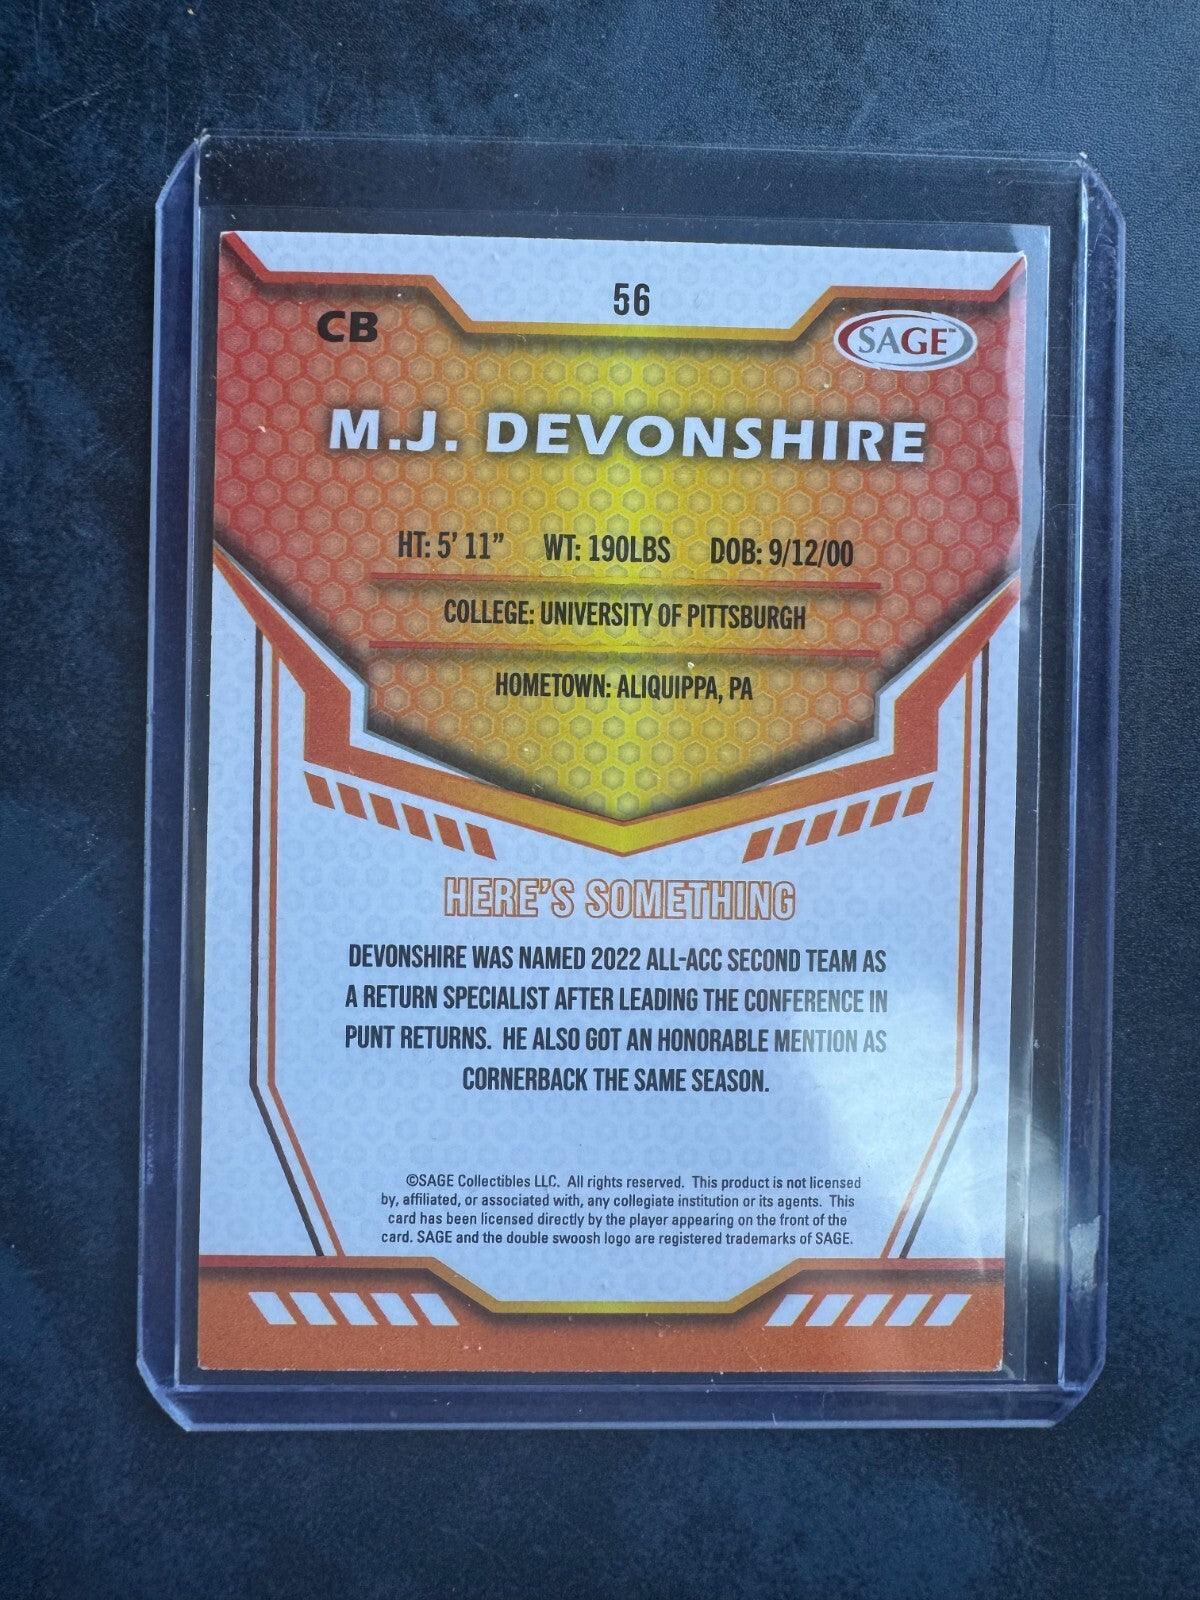 56
CB
SAGE™
M.J. DEVONSHIRE
HT: 5' 11" WT: 190LBS DOB: 9/12/00
COLLEGE: UNIVERSITY OF PITTSBURGH
HOMETOWN: ALIQUIPPA, PA
HERE'S SOMETHING
DEVONSHIRE WAS NAMED 2022 ALL-ACC SECOND TEAM AS
A RETURN SPECIALIST AFTER LEADING THE CONFERENCE IN
PUNT RETURNS. HE ALSO GOT AN HONORABLE MENTION AS
CORNERBACK THE SAME SEASON.
©SAGE Collectibles LLC. All rights reserved. This product is not licensed
by, affiliated, or associated with, any collegiate institution or its agents. This
card has been licensed directly by the player appearing on the front of the
card. SAGE and the double swoosh logo are registered trademarks of SAGE.